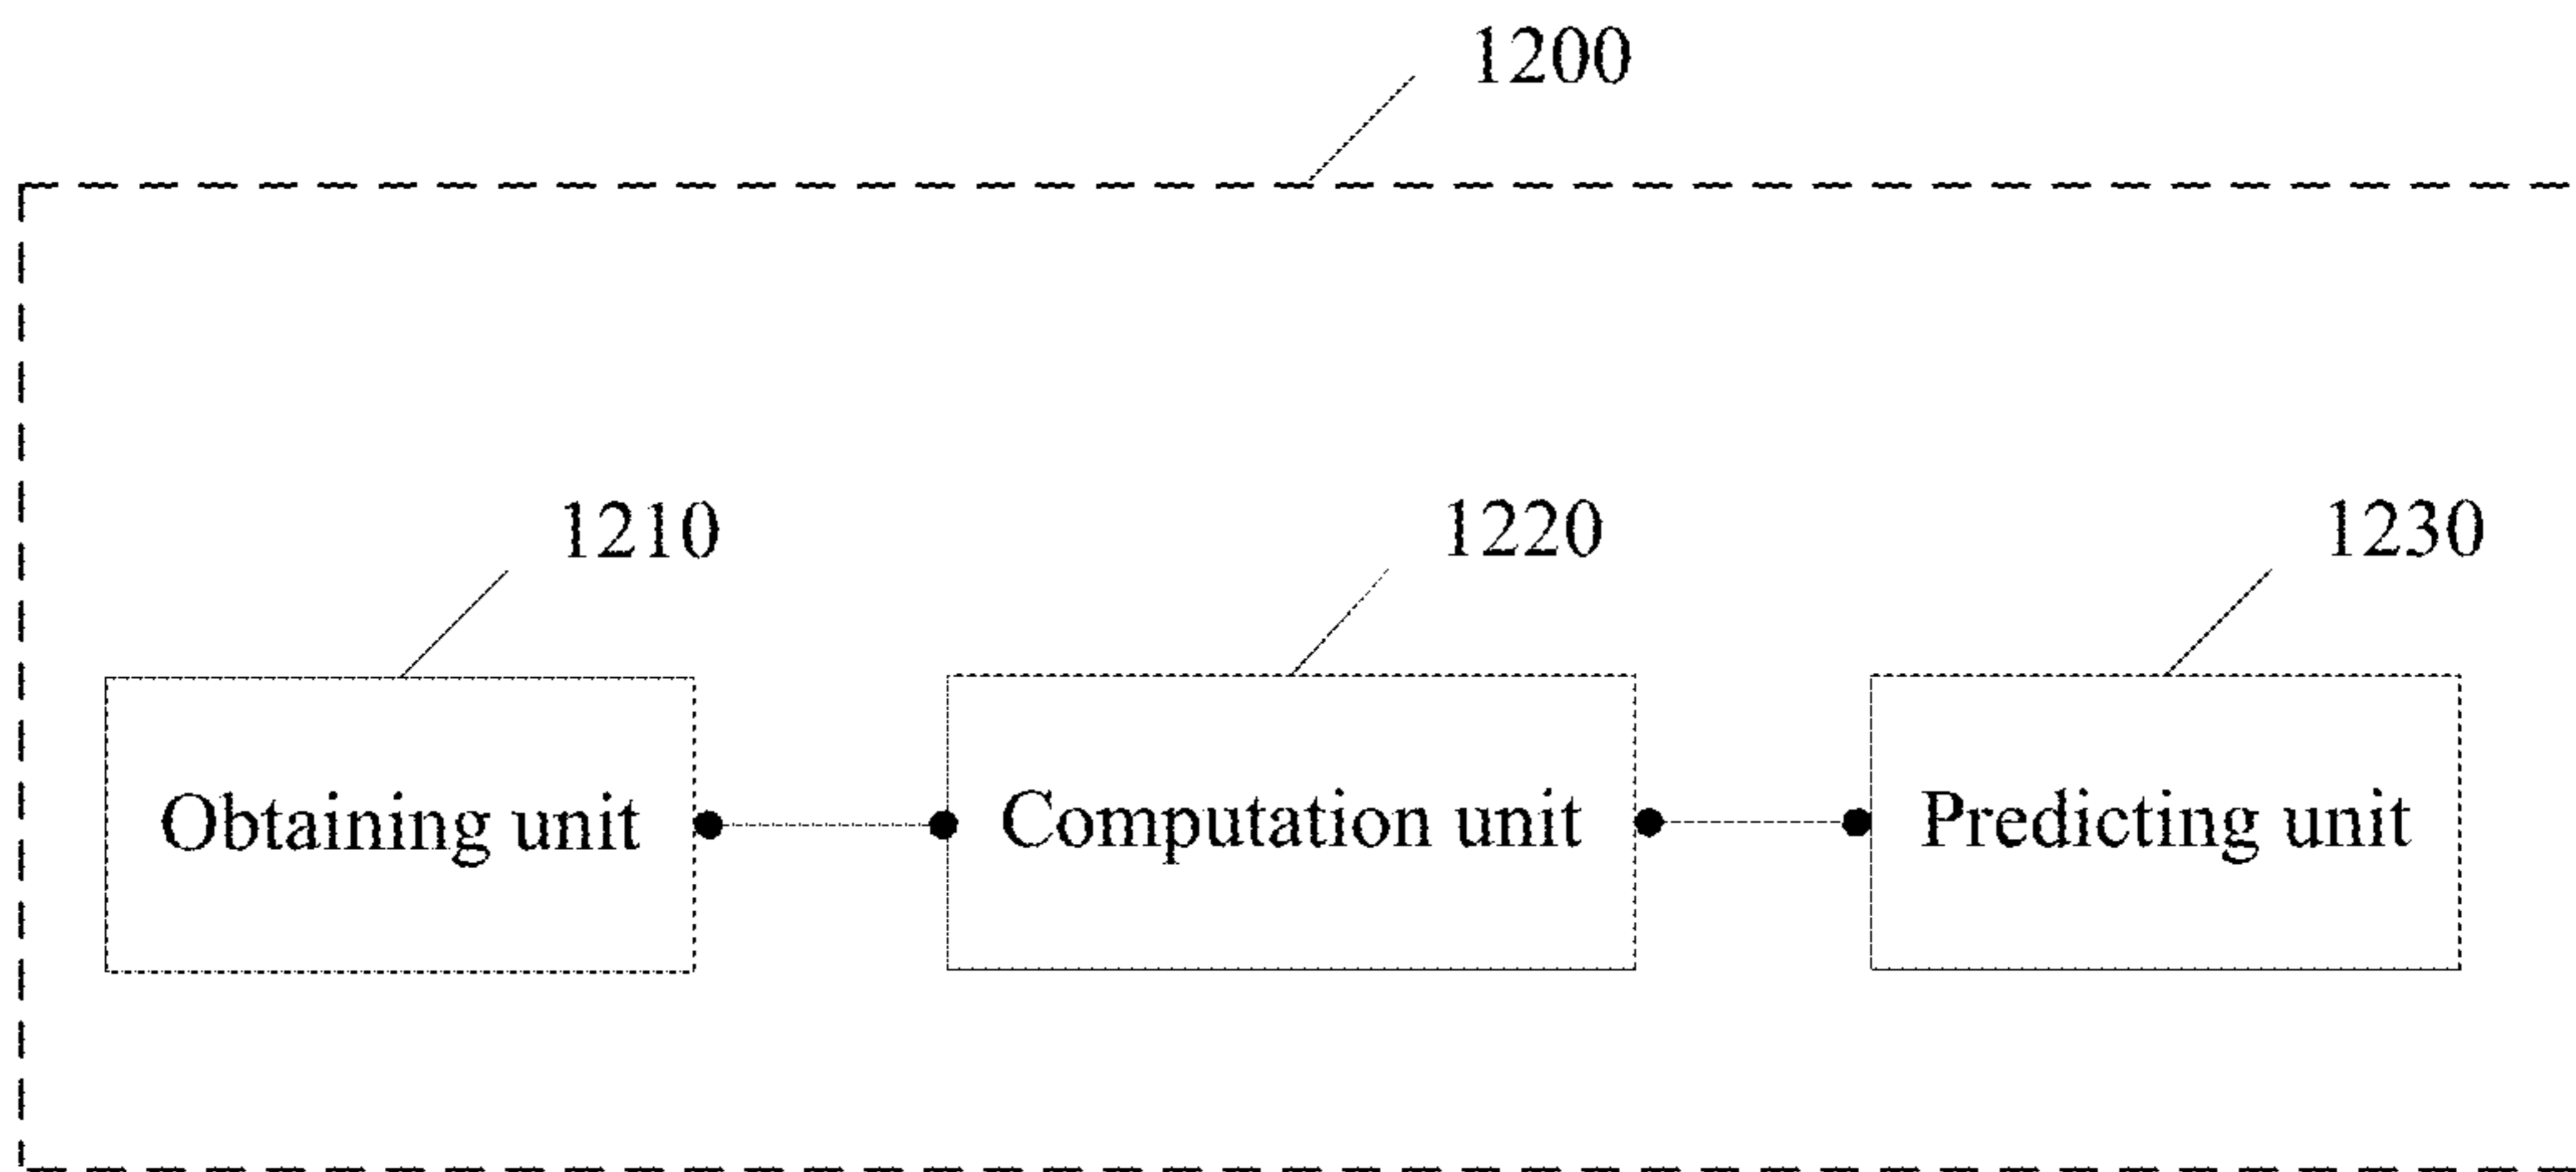 1200
1210
1220
1230
Obtaining unit
Computation unit
Predicting unit